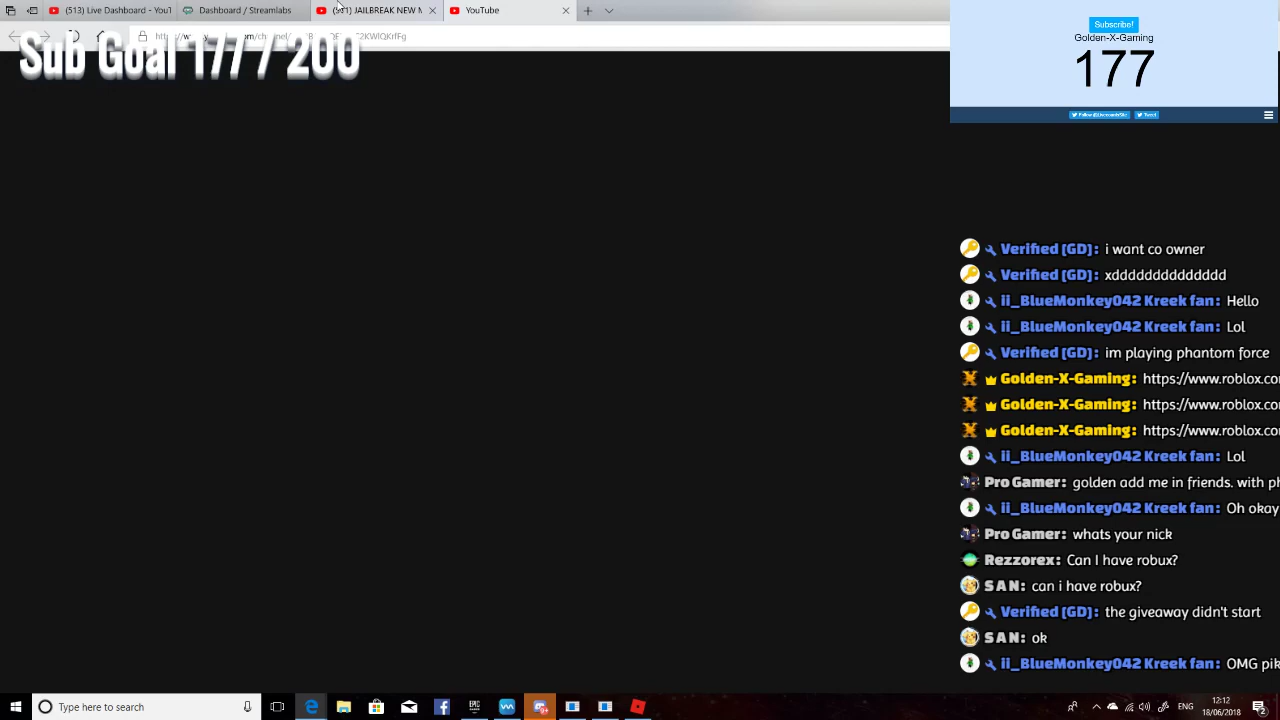 (513) Live Dashboard - YouT
Dashboard / Streamlabs
JAILBREAK NEW M
YouTube
Sub Goal 177 / 200
Subscribe!
Golden-X-Gaming
177
Tweet
Verified [GD]: i want co owner
Verified [GD]: xdddddddddddddd
ii_BlueMonkey042 Kreek fan: Hello
ii_BlueMonkey042 Kreek fan: Lol
Verified [GD]: im playing phantom force
Golden-X-Gaming: https://www.roblox.co
Golden-X-Gaming: https://www.roblox.co
Golden-X-Gaming: https://www.roblox.co
ii_BlueMonkey042 Kreek fan: Lol
Pro Gamer: golden add me in friends. with ph
ii_BlueMonkey042 Kreek fan: Oh okay
Pro Gamer: whats your nick
Rezzorex: Can I have robux?
S A N: can i have robux?
Verified [GD]: the giveaway didn't start
S A N: ok
ii_BlueMonkey042 Kreek fan: OMG pik
Type here to search
EPIC
ENG
12:12
18/06/2018
2